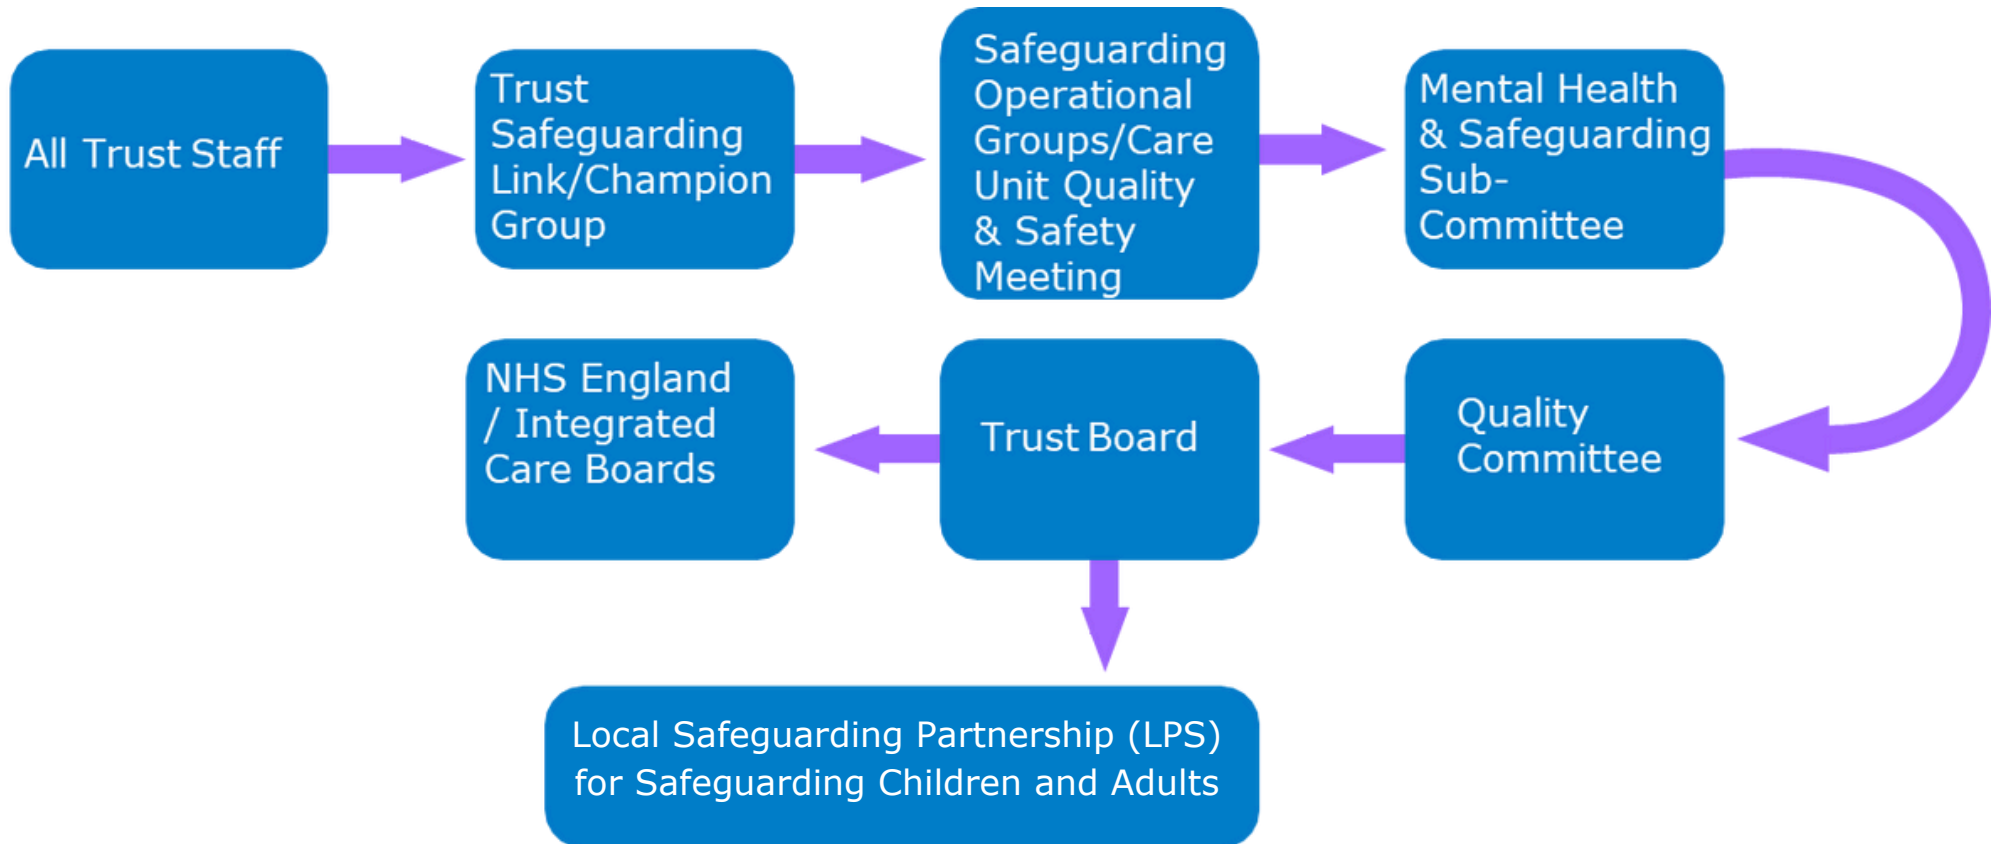 All Trust Staff
Trust
Safeguarding
Link/Champion
Group
Safeguarding
Operational
Groups/Care
Unit Quality
& Safety
Meeting
Mental Health
& Safeguarding
Sub-
Committee
Quality
Committee
Trust Board
NHS England
/ Integrated
Care Boards
Local Safeguarding Partnership (LPS)
for Safeguarding Children and Adults